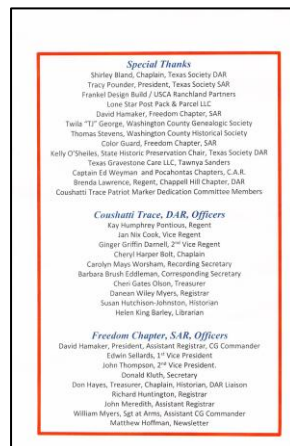 Special Thanks
Shirley Bland, Chaplain, Texas Society DAR
Tracy Pounder, President, Texas Society SAR
Frankel Design Build / USCA Ranchland Partners
Lone Star Post Pack & Parcel LLC
David Hamaker, Freedom Chapter, SAR
Twila "TJ" George, Washington County Genealogic Society
Thomas Stevens, Washington County Historical Society
Color Guard, Freedom Chapter, SAR
Kelly O'Sheiles, State Historic Preservation Chair, Texas Society DAR
Texas Gravestone Care LLC, Tawnya Sanders
Captain Ed Weyman and Pocahontas Chapters, C.A.R.
Brenda Lawrence, Regent, Chappell Hill Chapter, DAR
Coushatti Trace Patriot Marker Dedication Committee Members
Coushatti Trace, DAR, Officers
Kay Humphrey Pontious, Regent
Jan Nix Cook, Vice Regent
Ginger Griffin Darnell, 2nd Vice Regent
Cheryl Harper Bolt, Chaplain
Carolyn Mays Worsham, Recording Secretary
Barbara Brush Eddleman, Corresponding Secretary
Cheri Gates Olson, Treasurer
Danean Wiley Myers, Registrar
Susan Hutchison-Johnston, Historian
Helen King Barley, Librarian
Freedom Chapter, SAR, Officers
David Hamaker, President, Assistant Registrar, CG Commander
Edwin Sellards, 1st Vice President
John Thompson, 2nd Vice President.
Donald Kluth, Secretary
Don Hayes, Treasurer, Chaplain, Historian, DAR Liaison
Richard Huntington, Registrar
John Meredith, Assistant Registrar
William Myers, Sgt at Arms, Assistant CG Commander
Matthew Hoffman, Newsletter